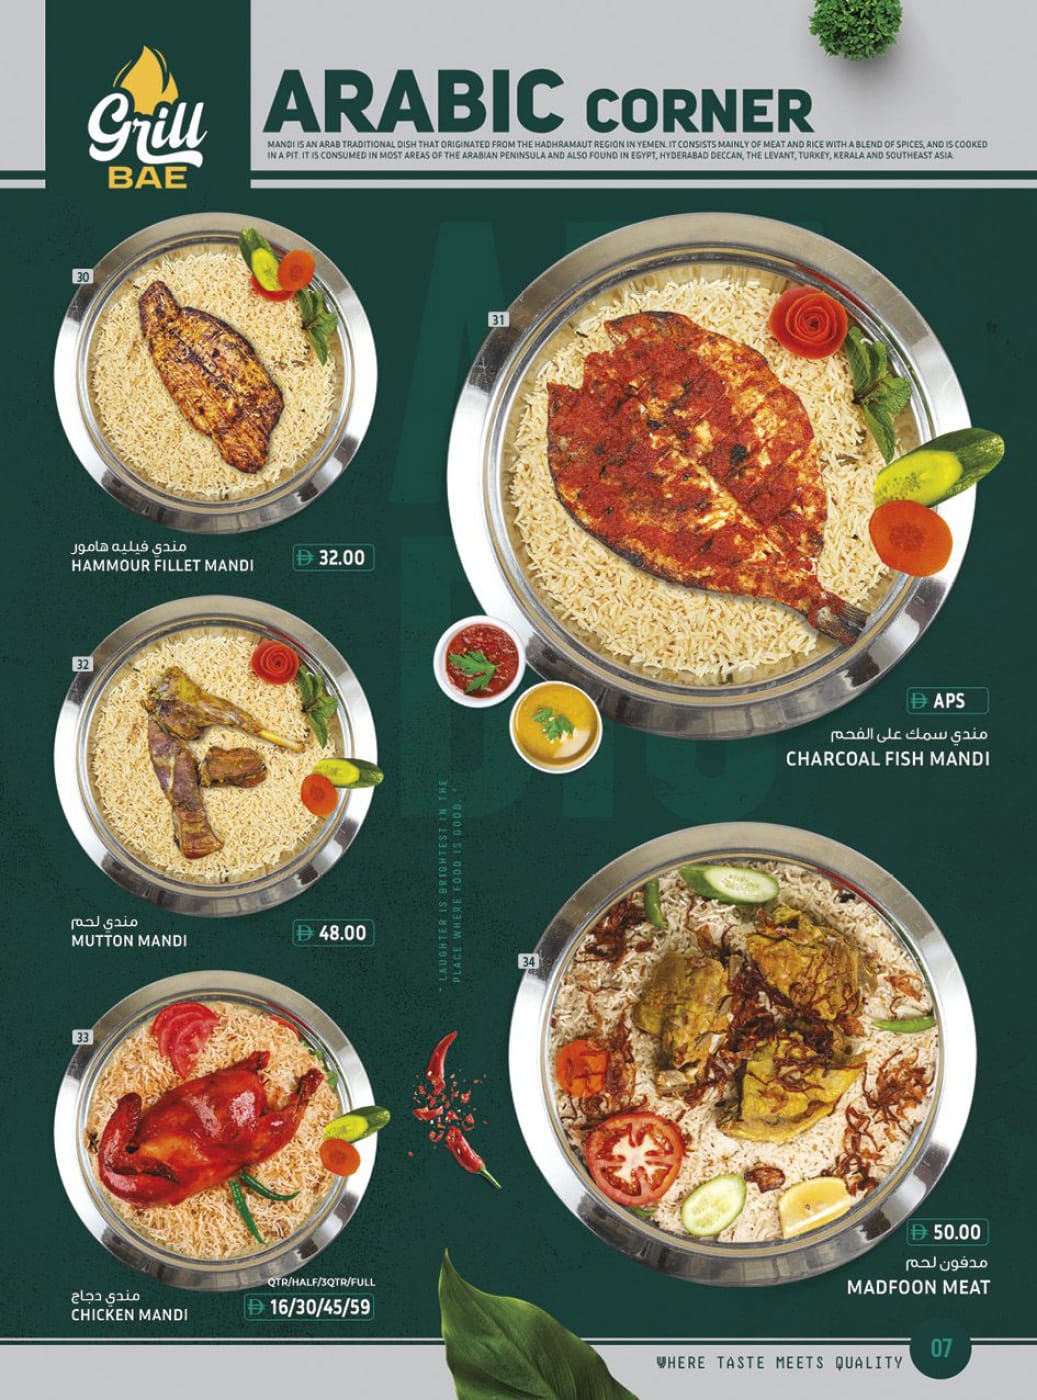 Grill
BAE
ARABIC CORNER
MANDI IS AN ARAB TRADITIONAL DISH THAT ORIGINATED FROM THE HADHRAMAUT REGION IN YEMEN. IT CONSISTS MAINLY OF MEAT AND RICE WITH A BLEND OF SPICES, AND IS COOKED
IN A PIT. IT IS CONSUMED IN MOST AREAS OF THE ARABIAN PENINSULA AND ALSO FOUND IN EGYPT, HYDERABAD DECCAN, THE LEVANT, TURKEY, KERALA AND SOUTHEAST ASIA.
30
مندي فيليه هامور
HAMMOUR FILLET MANDI
32.00
31
APS
مندي سمك على الفحم
CHARCOAL FISH MANDI
32
مندي لحم
MUTTON MANDI
48.00
" LAUGHTER IS BRIGHTEST IN THE
PLACE WHERE FOOD IS GOOD. "
33
QTR/HALF/3QTR/FULL
مندي دجاج
CHICKEN MANDI
16/30/45/59
34
50.00
مدفون لحم
MADFOON MEAT
WHERE TASTE MEETS QUALITY
07